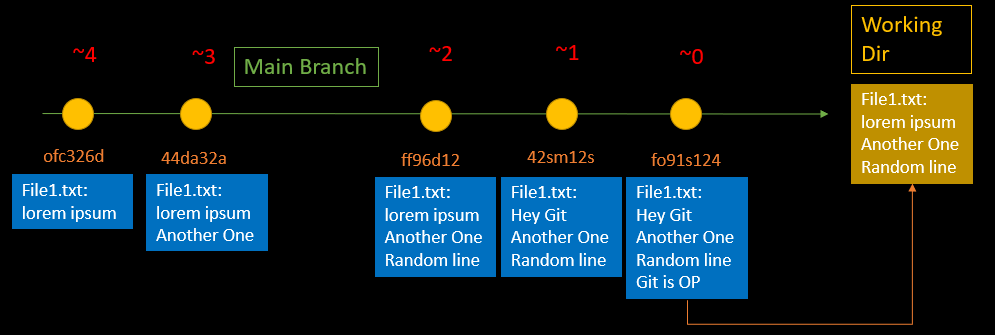 ~4
~3
Main Branch
~2
~1
~0
Working
Dir
ofc326d
44da32a
ff96d12
42sm12s
fo91s124
File1.txt:
lorem ipsum
File1.txt:
lorem ipsum
Another One
File1.txt:
lorem ipsum
Another One
Random line
File1.txt:
Hey Git
Another One
Random line
File1.txt:
Hey Git
Another One
Random line
Git is OP
File1.txt:
lorem ipsum
Another One
Random line